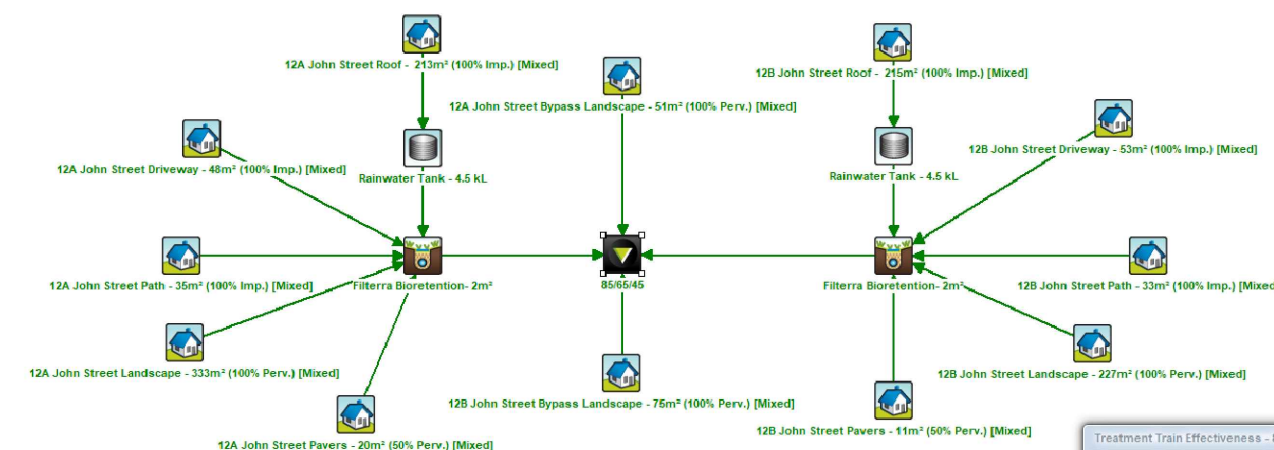 12A John Street Roof - 213m² (100% Imp.) [Mixed]
12B John Street Roof - 215m² (100% Imp.) [Mixed]
12A John Street Bypass Landscape - 51m² (100% Perv.) [Mixed]
12A John Street Driveway - 48m² (100% Imp.) [Mixed]
Rainwater Tank - 4.5 kL
Rainwater Tank - 4.5 kL
12B John Street Driveway - 53m² (100% Imp.) [Mixed]
12A John Street Path - 35m² (100% Imp.) [Mixed]
Filterra Bioretention- 2m²
85/65/45
Filterra Bioretention- 2m²
12B John Street Path - 33m² (100% Imp.) [Mixed
12A John Street Landscape - 333m² (100% Perv.) [Mixed]
12B John Street Landscape - 227m² (100% Perv.) [Mixed]
12B John Street Bypass Landscape - 75m² (100% Perv.) [Mixed]
12A John Street Pavers - 20m² (50% Perv.) [Mixed]
12B John Street Pavers - 11m² (50% Perv.) [Mixed]
Treatment Train Effectiveness -